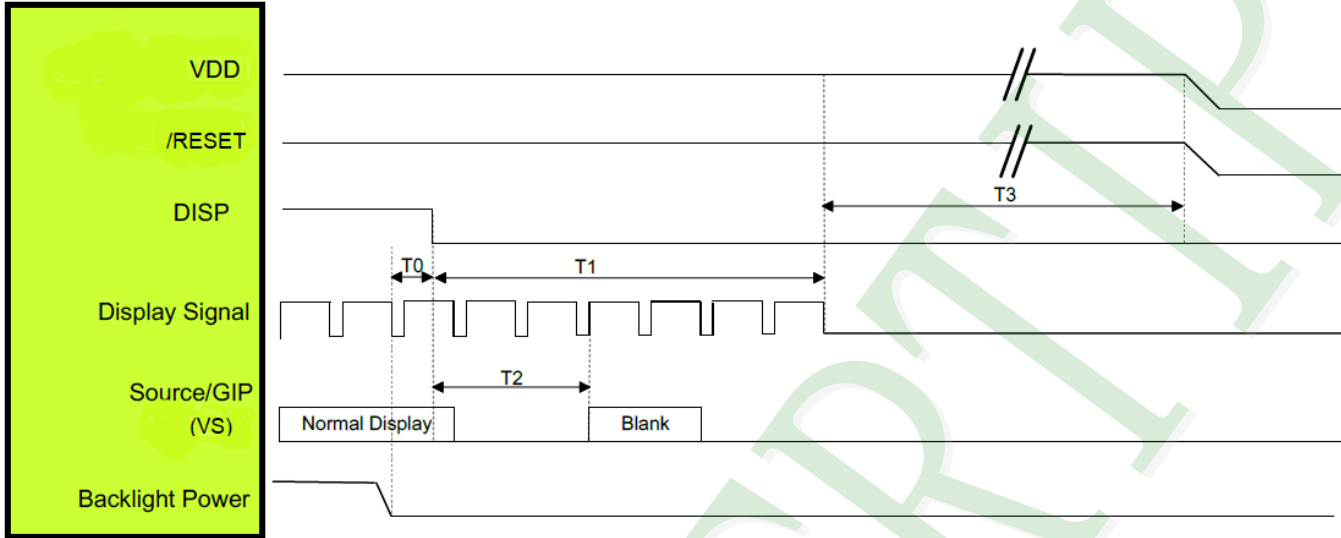 VDD
/RESET
T3
DISP
T0
T1
Display Signal
T2
Source/GIP
(VS)
Normal Display
Blank
Backlight Power